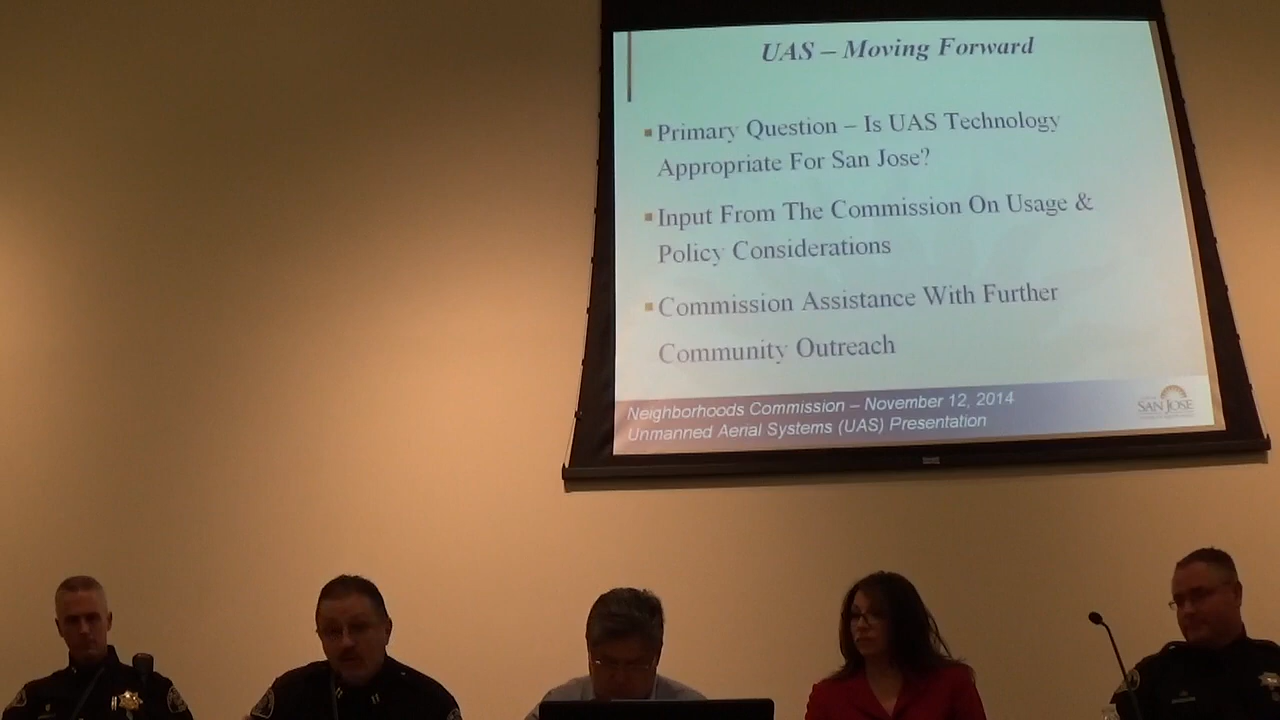 UAS – Moving Forward
Primary Question – Is UAS Technology
Appropriate For San Jose?
Input From The Commission On Usage &
Policy Considerations
Commission Assistance With Further
Community Outreach
Neighborhoods Commission – November 12, 2014
Unmanned Aerial Systems (UAS) Presentation
SAN JOSE